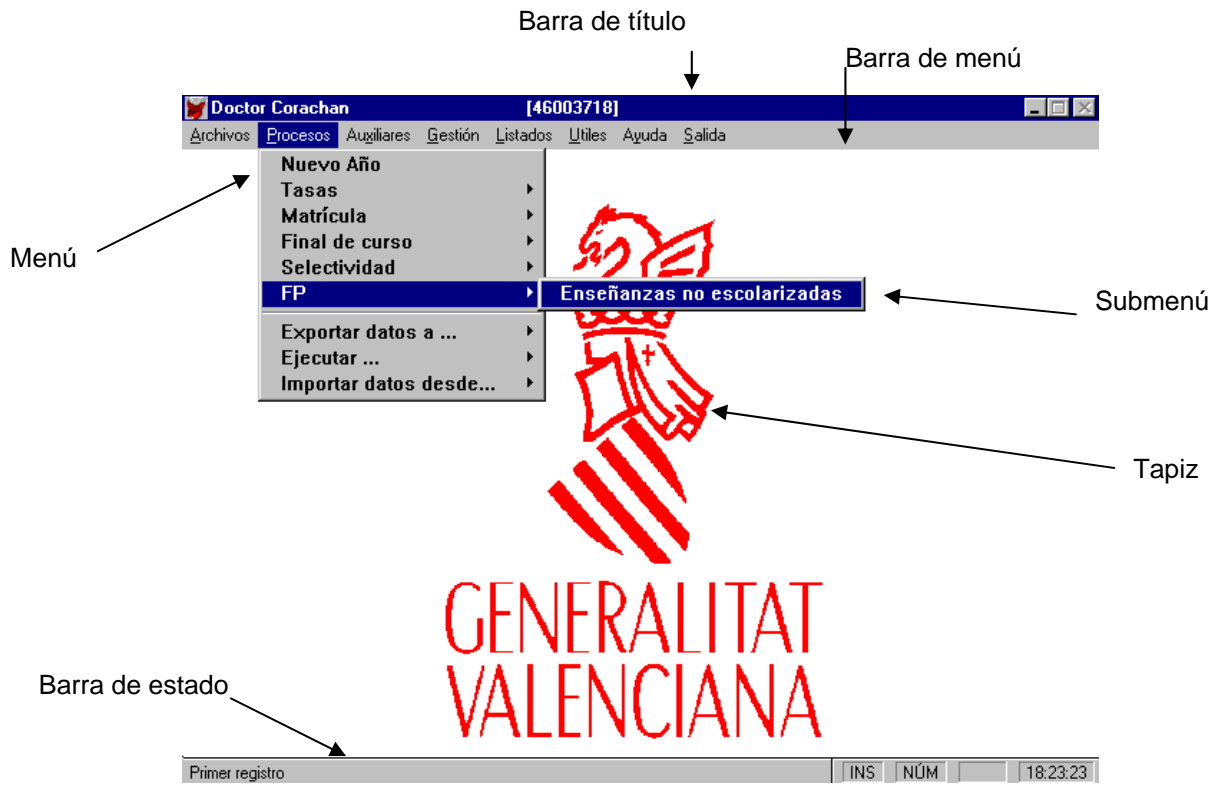 Barra de título
Barra de menú
Doctor Corachan [46003718]
Archivos Procesos Auxiliares Gestión Listados Utiles Ayuda Salida
Nuevo Año
Tasas
Matrícula
Final de curso
Selectividad
FP
Enseñanzas no escolarizadas
Exportar datos a ...
Ejecutar ...
Importar datos desde...
Menú
Submenú
Tapiz
GENERALITAT
VALENCIANA
Barra de estado
Primer registro INS NÚM 18:23:23